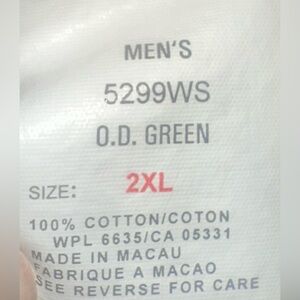 MEN'S
5299WS
O.D. GREEN
SIZE: 2XL
100% COTTON/COTON
WPL 6635/CA 05331
MADE IN MACAU
FABRIQUE A MACAO
SEE REVERSE FOR CARE